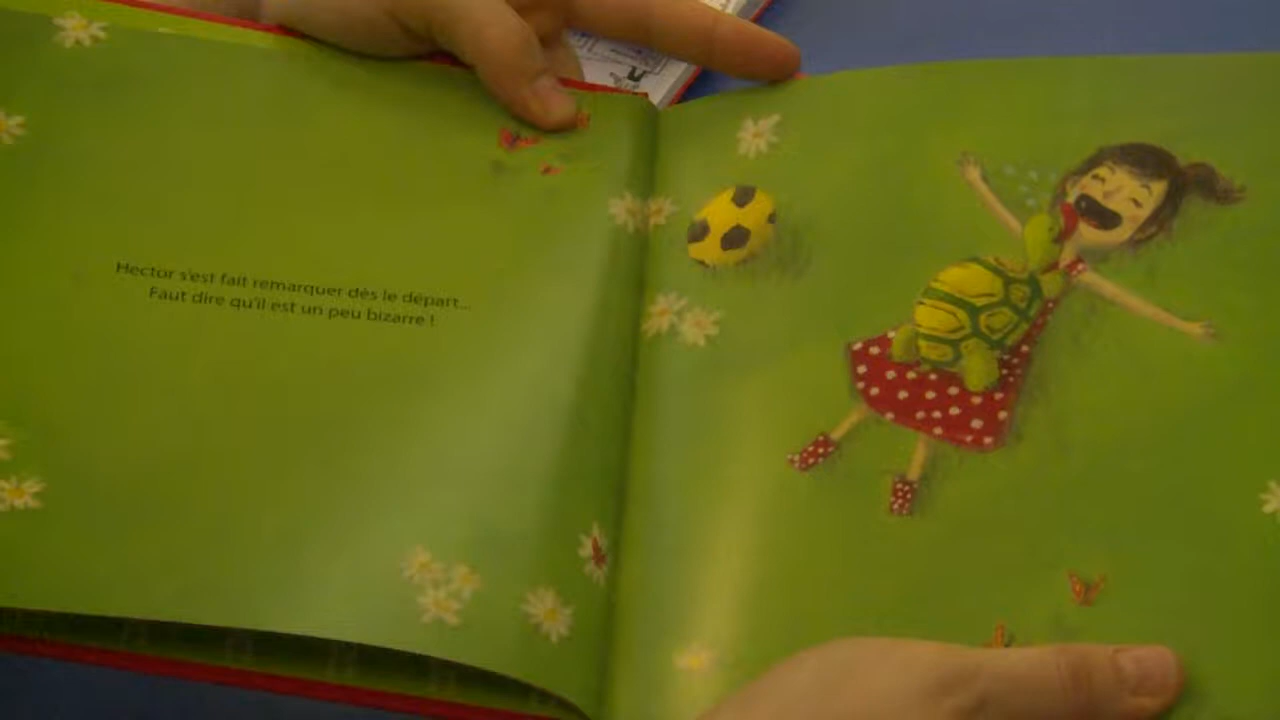 Hector s'est fait remarquer dès le départ...
Faut dire qu'il est un peu bizarre !